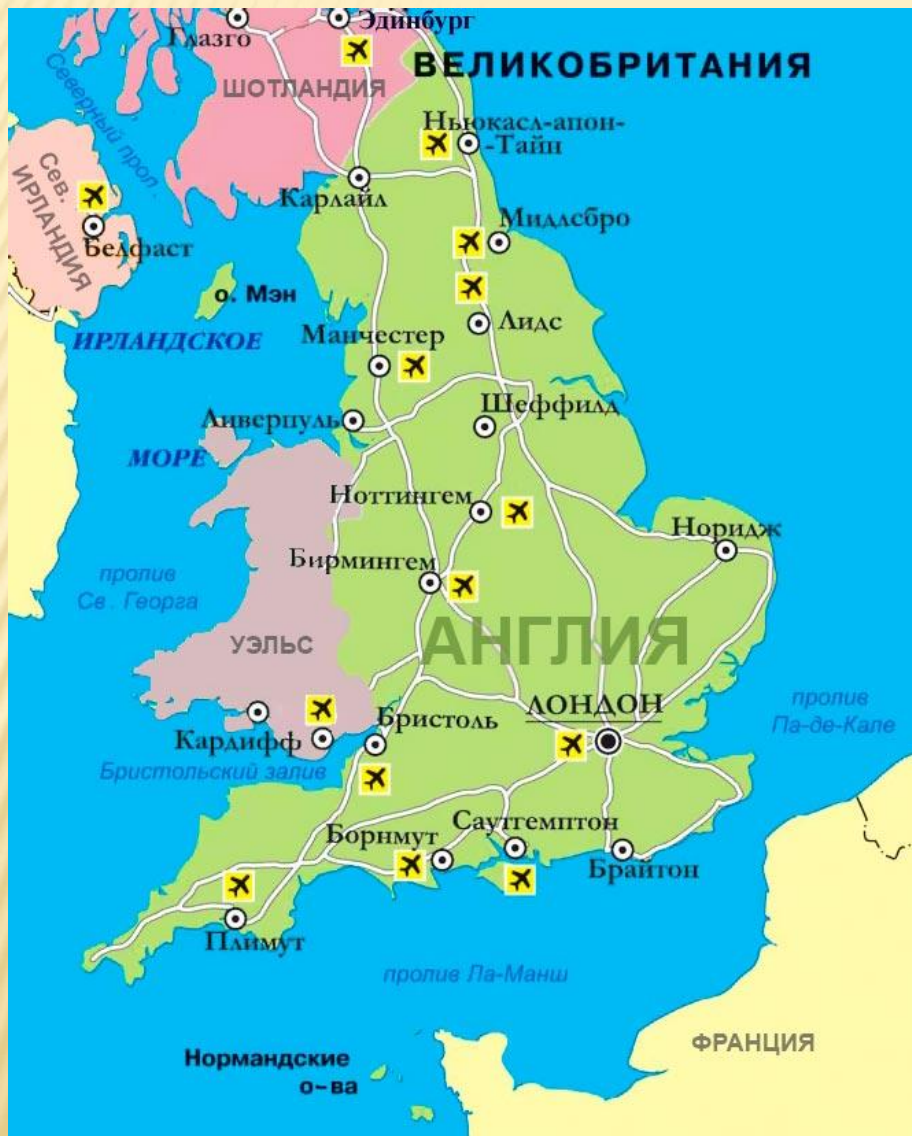 Эдинбург
Глазго
ВЕЛИКОБРИТАНИЯ
ШОТЛАНДИЯ
Северный прол.
Ньюкасл-апон-
-Тайн
Сев.
ИРЛАНДИЯ
Карлайл
Белфаст
Мидлсбро
о. Мэн
Лидс
ИРЛАНДСКОЕ
Манчестер
Ливерпуль
Шеффилд
МОРЕ
Ноттингем
Норидж
Бирмингем
пролив
Св. Георга
УЭЛЬС
АНГЛИЯ
ЛОНДОН
пролив
Па-де-Кале
Кардифф
Бристоль
Бристольский залив
Борнмут
Саутгемптон
Брайтон
Плимут
пролив Ла-Манш
ФРАНЦИЯ
Нормандские
о-ва